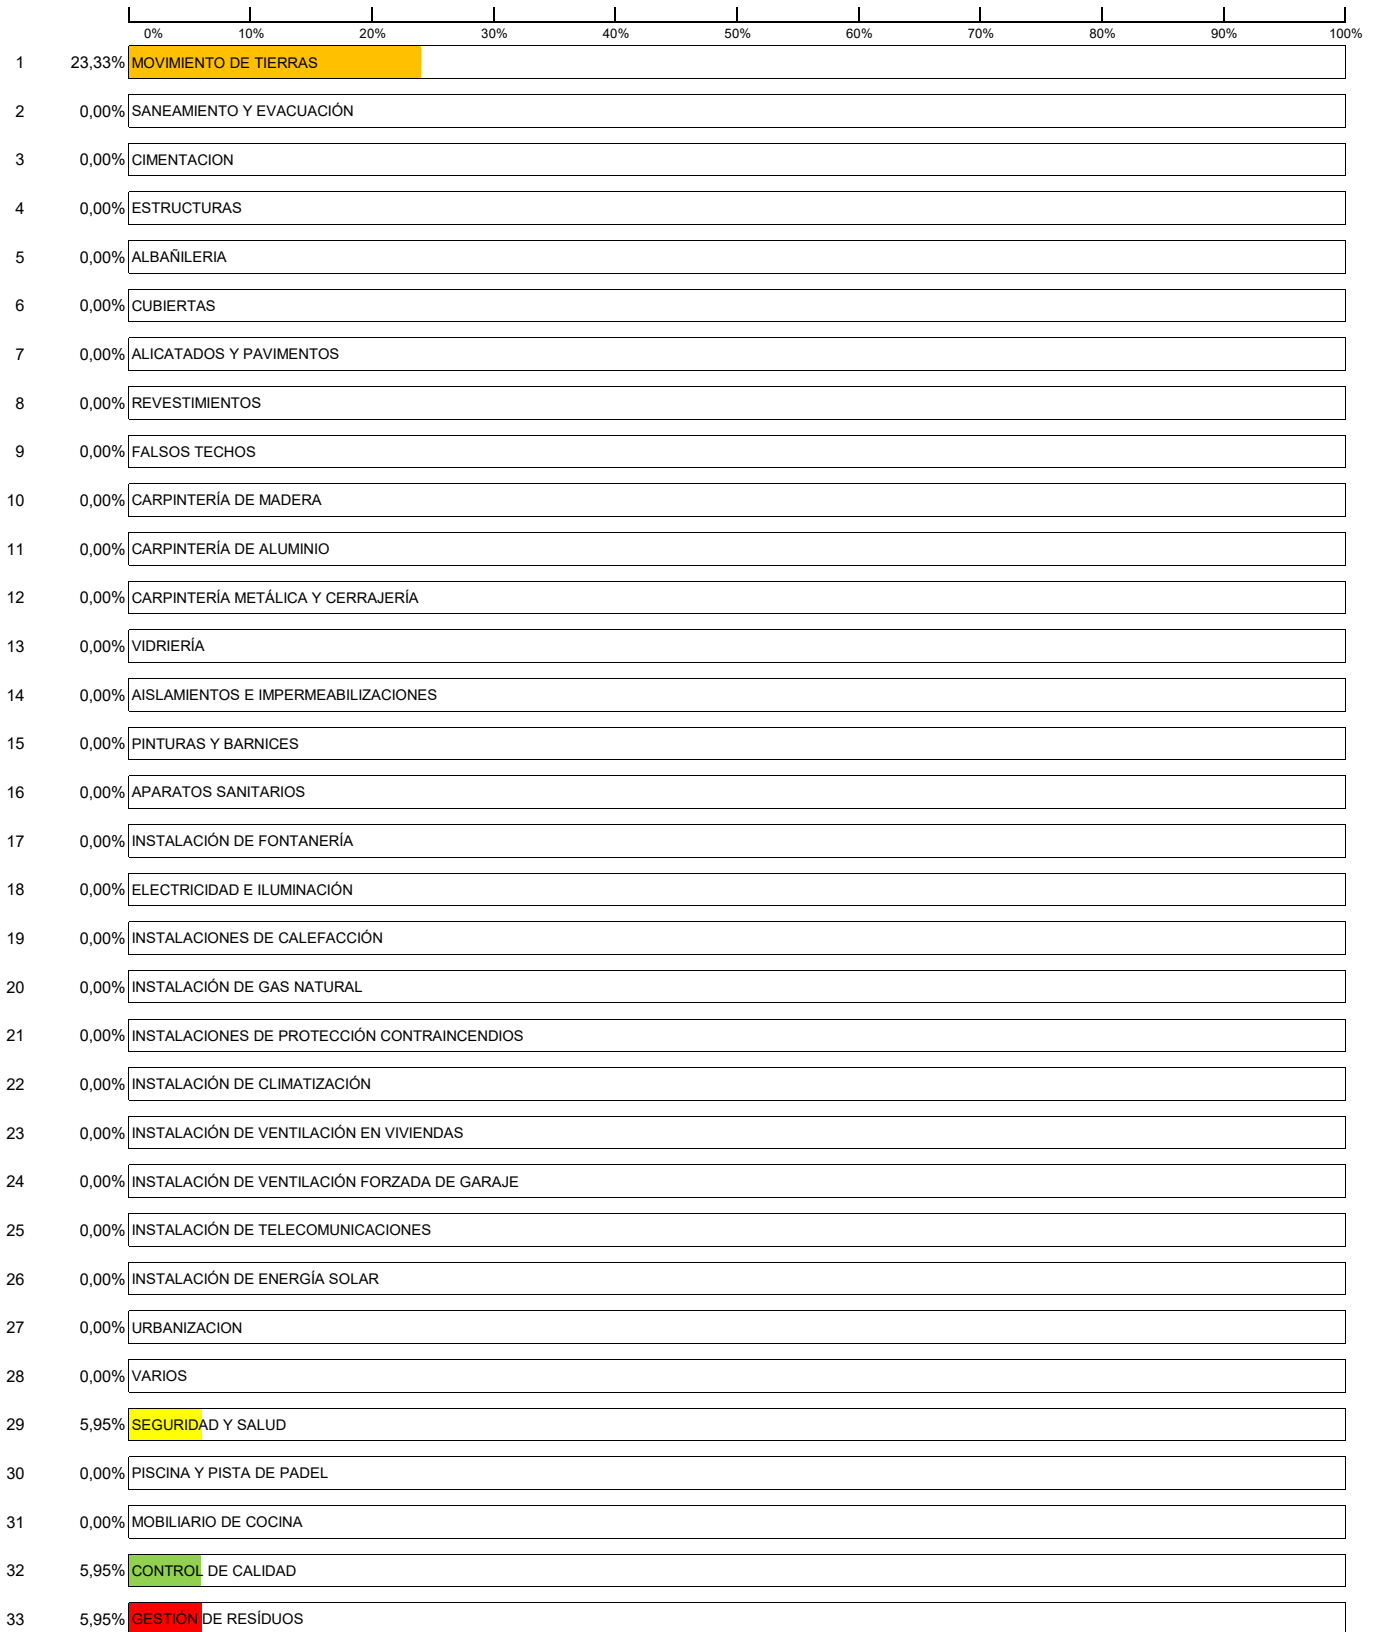 0% 10% 20% 30% 40% 50% 60% 70% 80% 90% 100%
1 23,33% MOVIMIENTO DE TIERRAS
2 0,00% SANEAMIENTO Y EVACUACIÓN
3 0,00% CIMENTACION
4 0,00% ESTRUCTURAS
5 0,00% ALBAÑILERIA
6 0,00% CUBIERTAS
7 0,00% ALICATADOS Y PAVIMENTOS
8 0,00% REVESTIMIENTOS
9 0,00% FALSOS TECHOS
10 0,00% CARPINTERÍA DE MADERA
11 0,00% CARPINTERÍA DE ALUMINIO
12 0,00% CARPINTERÍA METÁLICA Y CERRAJERÍA
13 0,00% VIDRIERÍA
14 0,00% AISLAMIENTOS E IMPERMEABILIZACIONES
15 0,00% PINTURAS Y BARNICES
16 0,00% APARATOS SANITARIOS
17 0,00% INSTALACIÓN DE FONTANERÍA
18 0,00% ELECTRICIDAD E ILUMINACIÓN
19 0,00% INSTALACIONES DE CALEFACCIÓN
20 0,00% INSTALACIÓN DE GAS NATURAL
21 0,00% INSTALACIONES DE PROTECCIÓN CONTRAINCENDIOS
22 0,00% INSTALACIÓN DE CLIMATIZACIÓN
23 0,00% INSTALACIÓN DE VENTILACIÓN EN VIVIENDAS
24 0,00% INSTALACIÓN DE VENTILACIÓN FORZADA DE GARAJE
25 0,00% INSTALACIÓN DE TELECOMUNICACIONES
26 0,00% INSTALACIÓN DE ENERGÍA SOLAR
27 0,00% URBANIZACION
28 0,00% VARIOS
29 5,95% SEGURIDAD Y SALUD
30 0,00% PISCINA Y PISTA DE PADEL
31 0,00% MOBILIARIO DE COCINA
32 5,95% CONTROL DE CALIDAD
33 5,95% GESTIÓN DE RESÍDUOS